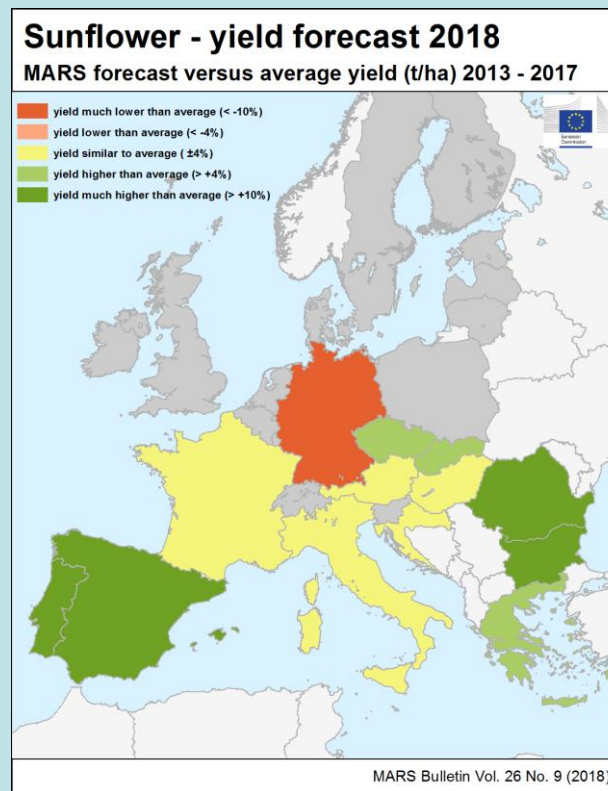 Sunflower - yield forecast 2018
MARS forecast versus average yield (t/ha) 2013 - 2017
yield much lower than average (< -10%)
yield lower than average (< -4%)
yield similar to average ( ±4%)
yield higher than average (> +4%)
yield much higher than average (> +10%)
European
Commission
MARS Bulletin Vol. 26 No. 9 (2018)